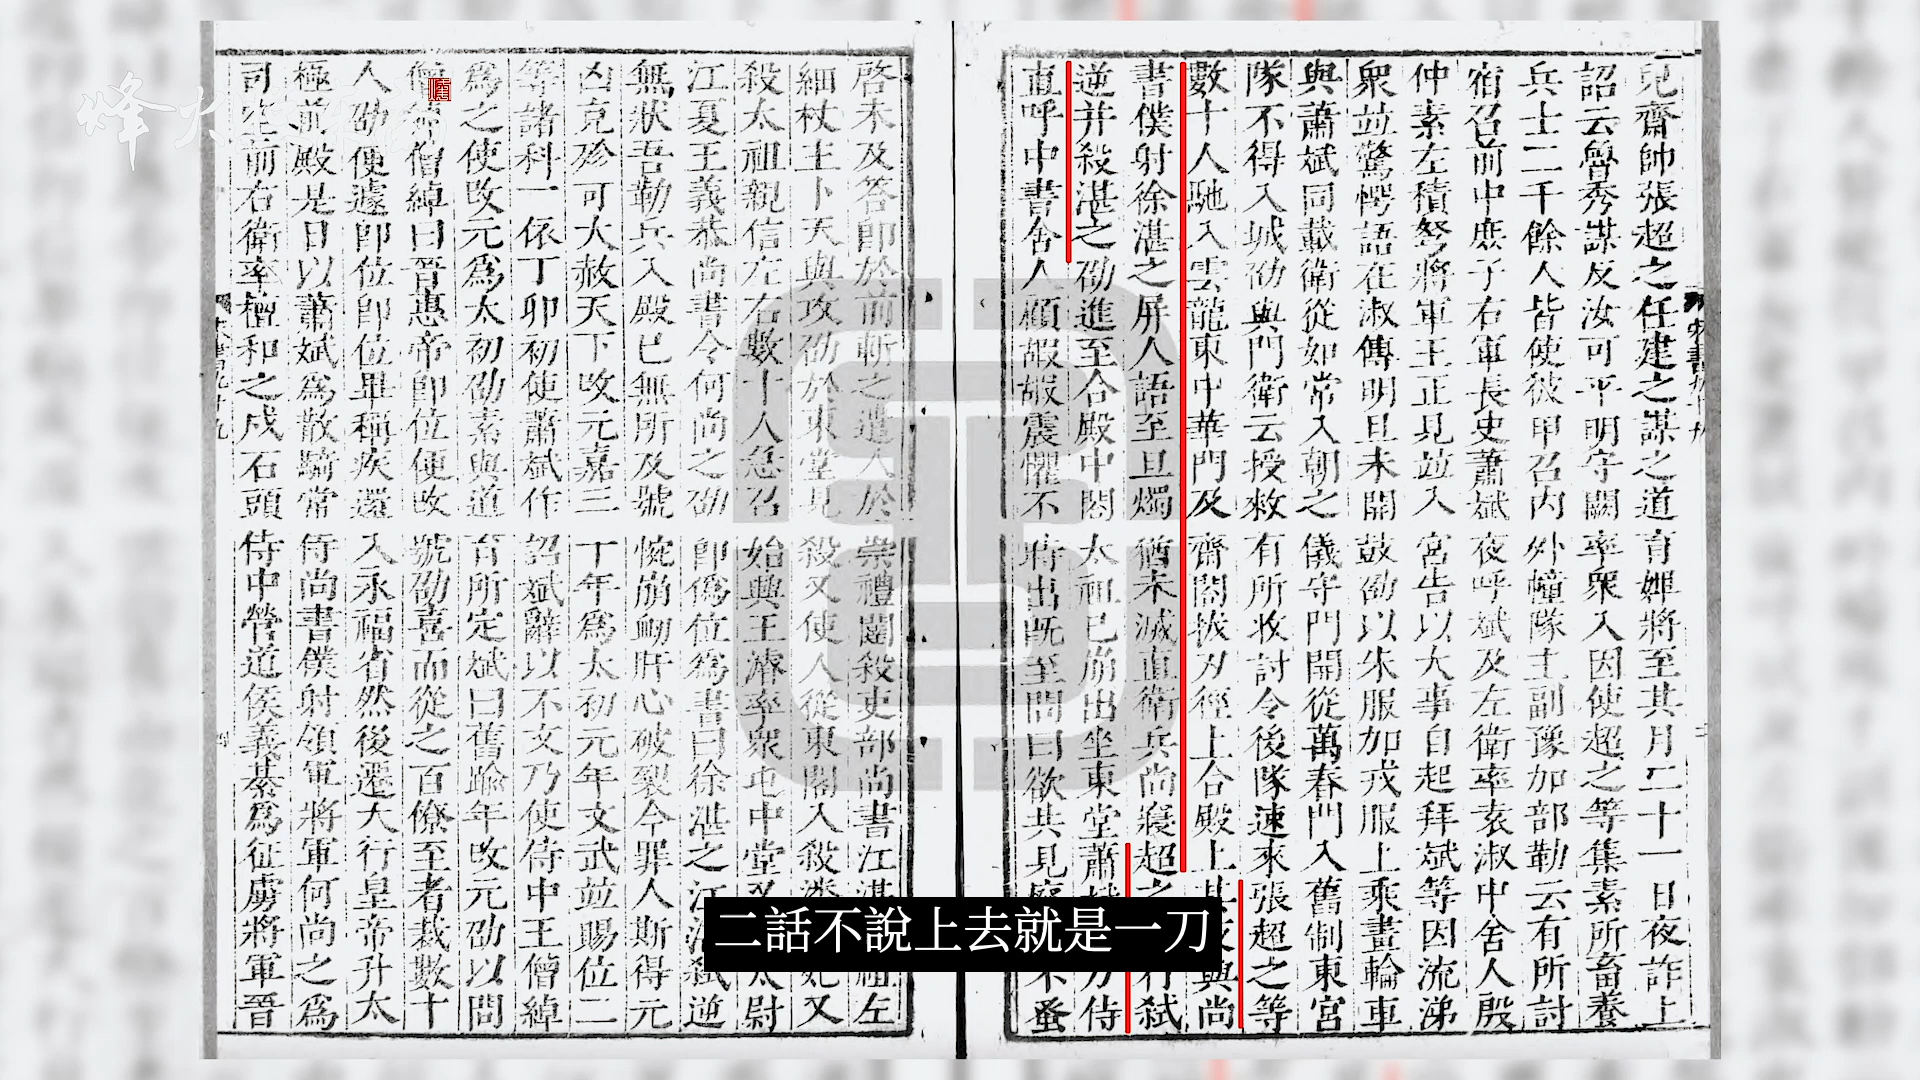 兒齋帥張超之任建之謀之道育婢將至其月二十一日夜詐上
詔云魯秀謀反汝可平明守闕率眾入因使超之等集素所畜養
兵士二千餘人皆使被甲召內外幢隊主副豫加部勒云有所討
宿召前中庶子右軍長史蕭斌夜呼斌及左衛率袁淑中舍人殷
仲素左積弩將軍王正見並入宮告以大事自起拜斌等因流涕
眾並驚愕語在淑傳明旦未開鼓劭以朱服加戎服上乘畫輪車
與蕭斌同載衛從如常入朝之儀守門開從萬春門入舊制東宮
隊不得入城劭與門衛云授敕有所收討令後隊速來張超之等
數十人馳入雲龍東中華門及齋閤拔刃徑上合殿上其與尚
書僕射徐湛之屏人語至旦燭猶未滅直衛兵尚寢超之行弒
逆并殺湛之劭進至合殿中閤太祖已崩出坐東堂蕭刀侍
直呼中書舍人顧嘏嘏震懼不時出既至問曰欲共見不蚤
啓未及答即於前斬之遣人於崇禮闥殺吏部尚書江湛祖左
細杖主卜天與攻劭於東堂見殺又使人從東閤入殺潘妃又
殺太祖親信左右數十人急召始興王濬率眾屯中堂又太尉
江夏王義恭尚書令何尚之劭即偽位為書曰徐湛之江湛弒逆
無狀吾勒兵入殿已無所及號惋崩衂肝心破裂今罪人斯得元
凶克殄可大赦天下改元嘉三十年為太初元年文武並賜位二
等諸科一依丁卯初使蕭斌作詔斌辭以不文乃使侍中王僧綽
為之使改元為太初劭素與道育所定斌曰舊踰年改元劭以問
僧綽僧綽曰晉惠帝即位便改號劭喜而從之百僚至者裁數十
人劭便遽即位即位畢稱疾還入永福省然後遷大行皇帝升太
極前殿是日以蕭斌為散騎常侍尚書僕射領軍將軍何尚之為
司空前右衛率檀和之戍石頭侍中營道侯義綦為征虜將軍晉
二話不說上去就是一刀
烽火